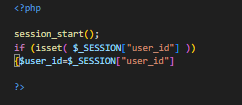 <?php
session_start();
if (isset( $_SESSION["user_id"] ))
{$user_id=$_SESSION["user_id"]
?>